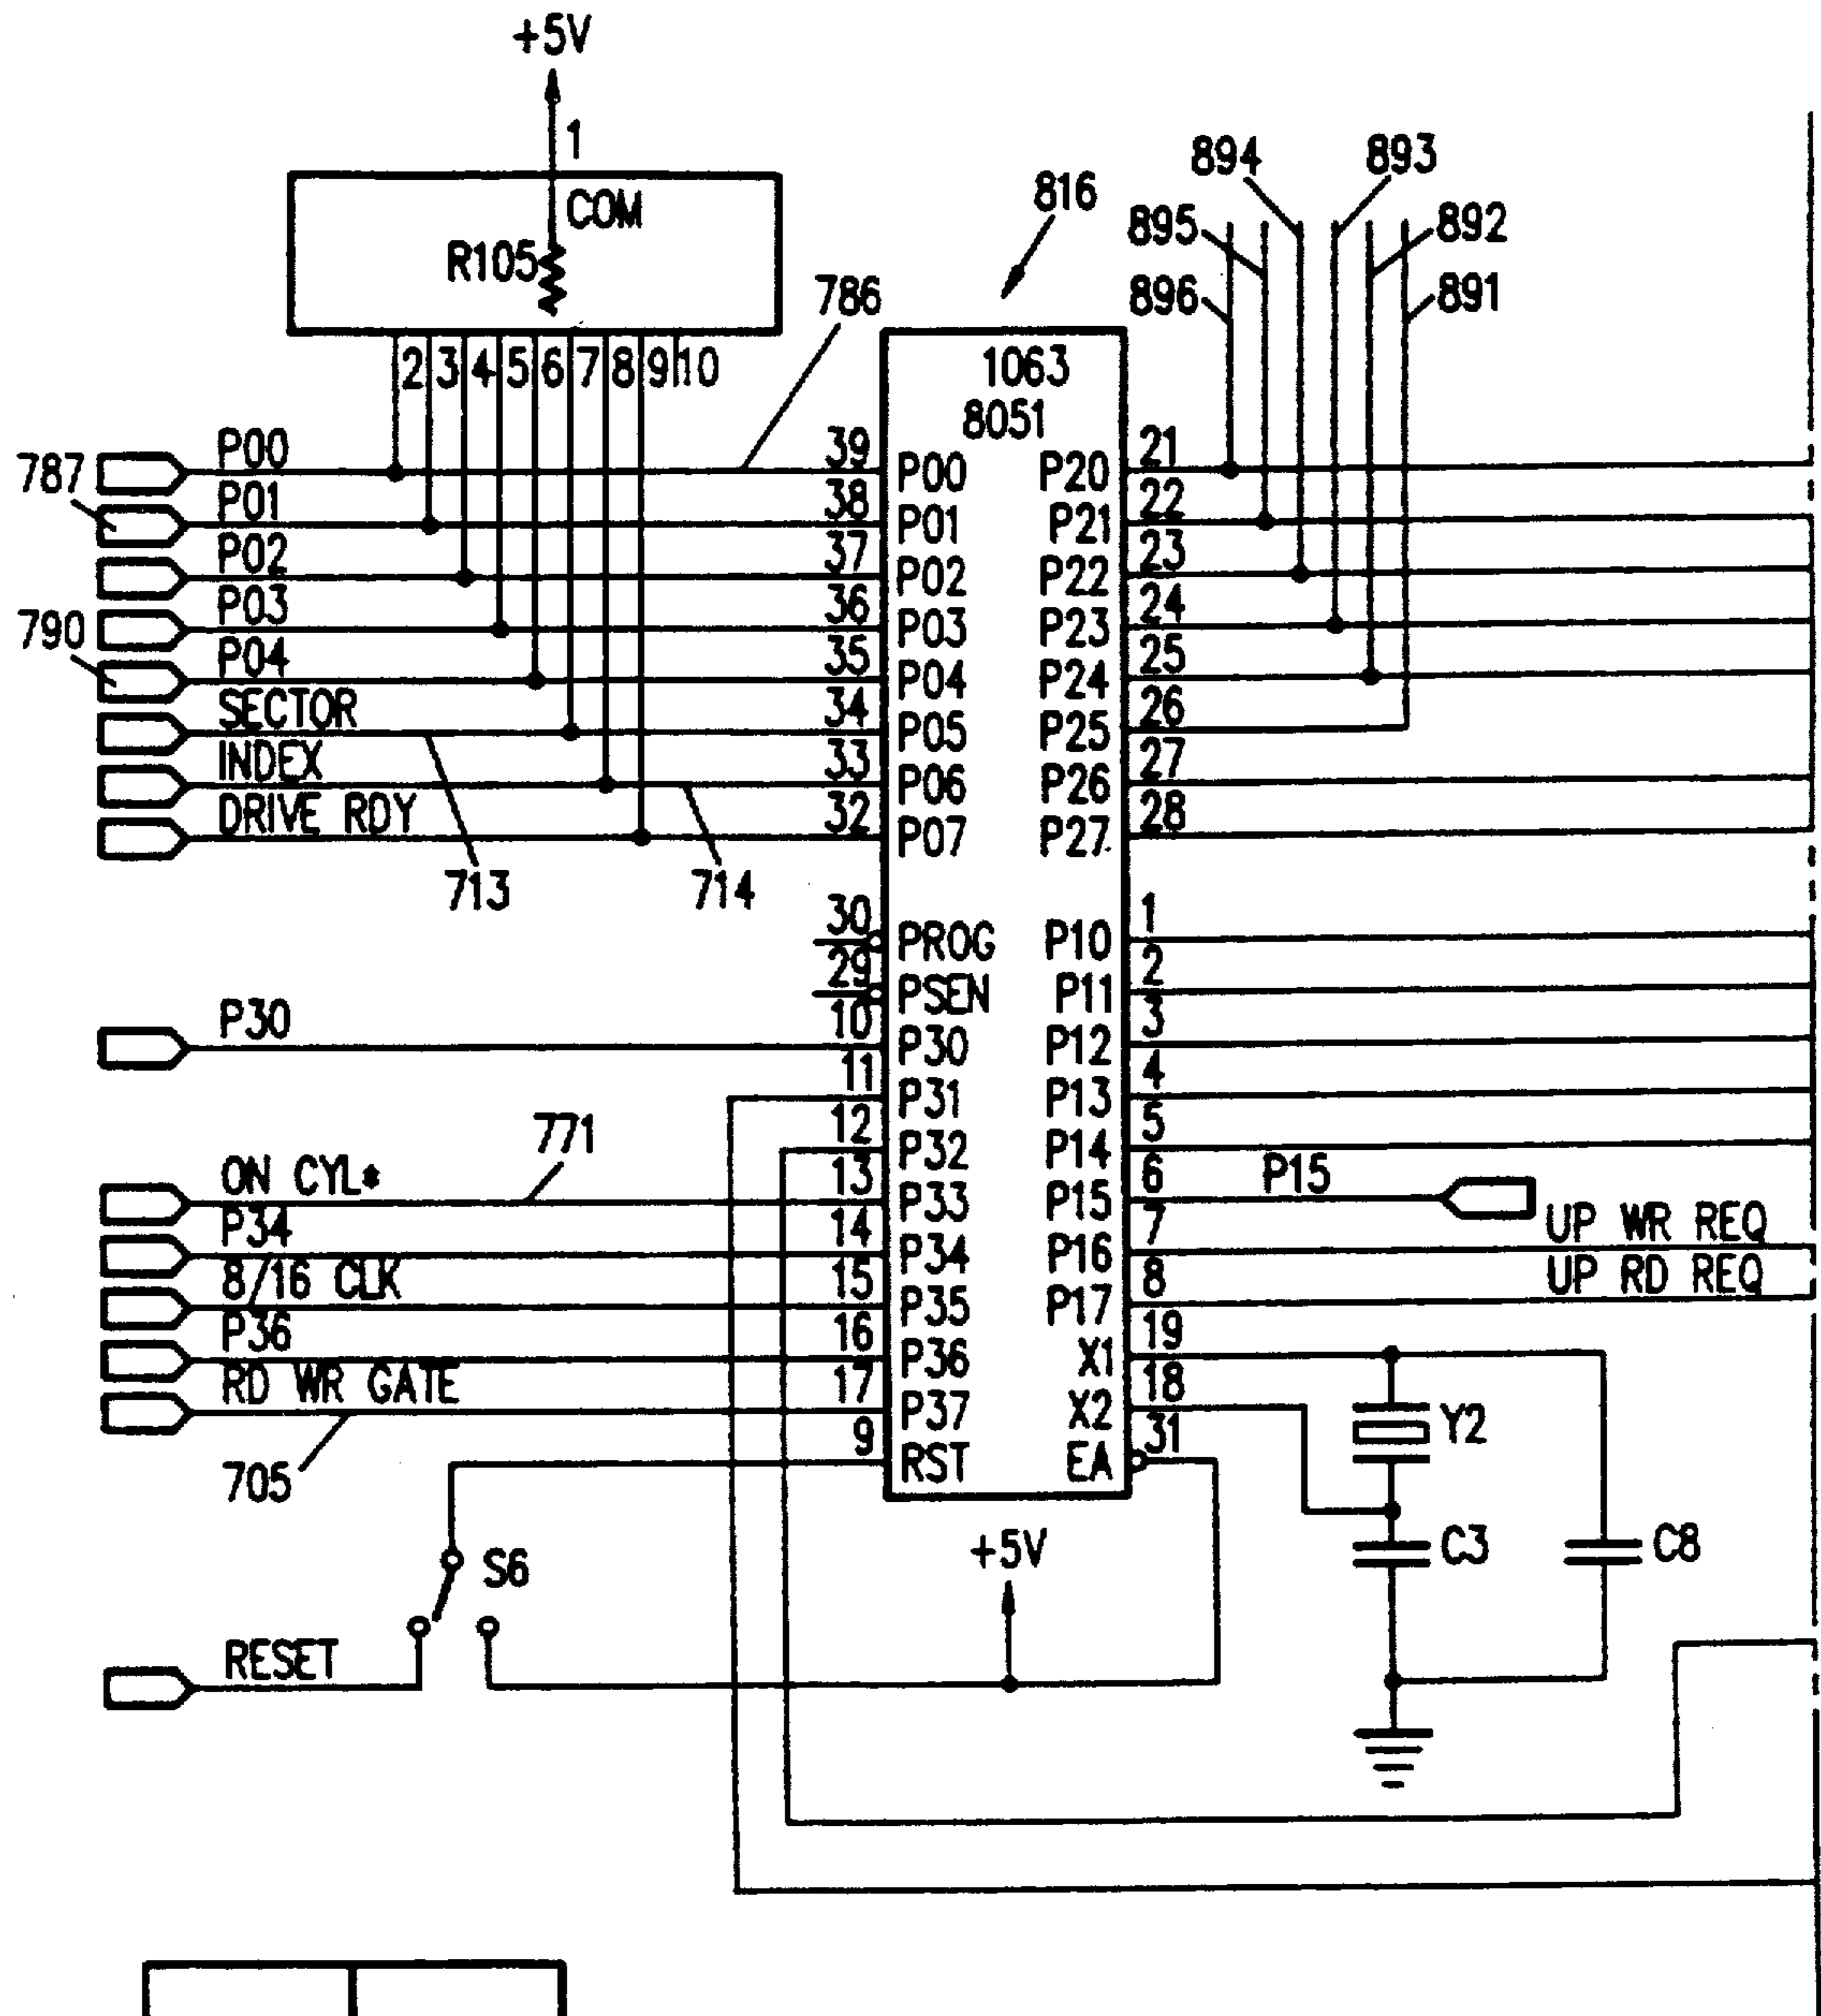 +5V
1
COM
R105
2 3 4 5 6 7 8 9 10
786
816
894
893
895
892
896
891
1063
8051
787
790
P00
P01
P02
P03
P04
SECTOR
INDEX
DRIVE RDY
713
714
39 P00
38 P01
37 P02
36 P03
35 P04
34 P05
33 P06
32 P07
30 PROG
29 PSEN
10 P30
11 P31
12 P32
13 P33
14 P34
15 P35
16 P36
17 P37
9 RST
P20 21
P21 22
P22 23
P23 24
P24 25
P25 26
P26 27
P27 28
P10 1
P11 2
P12 3
P13 4
P14 5
P15 6
P16 7
P17 8
X1 19
X2 18
EA 31
P30
771
ON CYL*
P34
8/16 CLK
P36
RD WR GATE
705
P15
UP WR REQ
UP RD REQ
Y2
C3
C8
S6
+5V
RESET